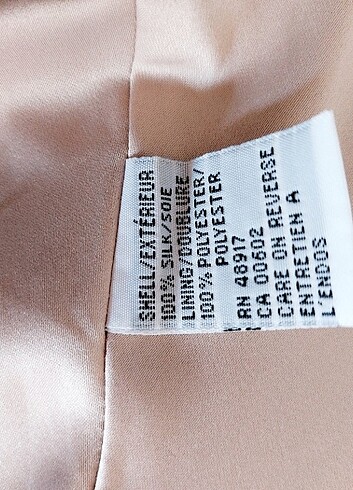 SHELL/EXTÉRIEUR
100% SILK/SOIE
LINING/DOUBLURE
100% POLYESTER/
POLYESTER
RN 48917
CA 00602
CARE ON REVERSE
ENTRETIEN A
L'ENDOS